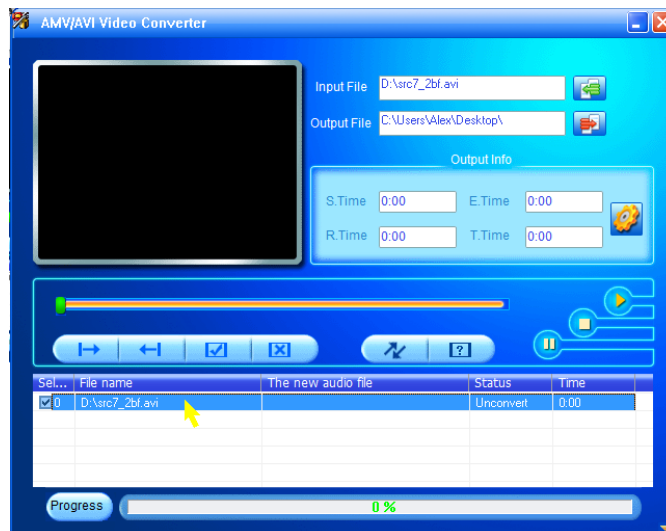 AMV/AVI Video Converter
Input File D:\src7_2bf.avi
Output File C:\Users\Alex\Desktop\
Output Info
S.Time 0:00 E.Time 0:00
R.Time 0:00 T.Time 0:00
Sel... File name The new audio file Status Time
0 D:\src7_2bf.avi Unconvert 0:00
Progress 0 %